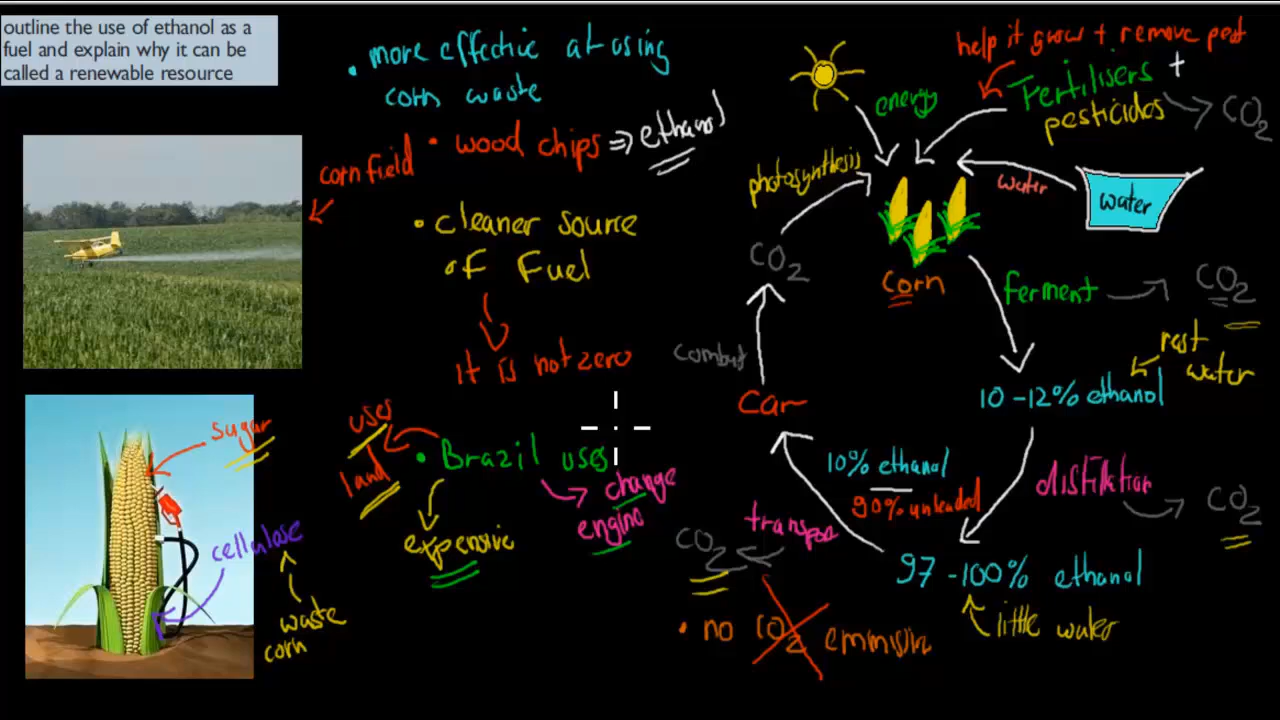 outline the use of ethanol as a
fuel and explain why it can be
called a renewable resource
• more effective at using
corn waste
corn field
• wood chips ⇒ ethanol
• cleaner source
of Fuel
It is not zero
uses
land
• Brazil uses
expensive
change
engine
sugar
cellulose
waste
corn
help it grow + remove pest
energy
Fertilisers +
pesticides
CO2
photosynthesis
water
water
CO2
corn
ferment
CO2
rest
water
10-12% ethanol
combust
Car
10% ethanol
90% unleaded
distillation
CO2
transport
CO2
97-100% ethanol
little water
• no CO2 emmision